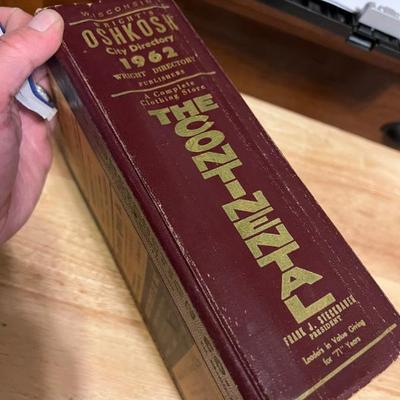 WISCONSIN
WRIGHT'S
OSHKOSH
City Directory
1962
WRIGHT DIRECTORY
PUBLISHERS
A Complete
Clothing Store
THE
CONTINENTAL
FRANK J. SEEGEBAUER
PRESIDENT
Leaders in Value Giving
for "71" Years